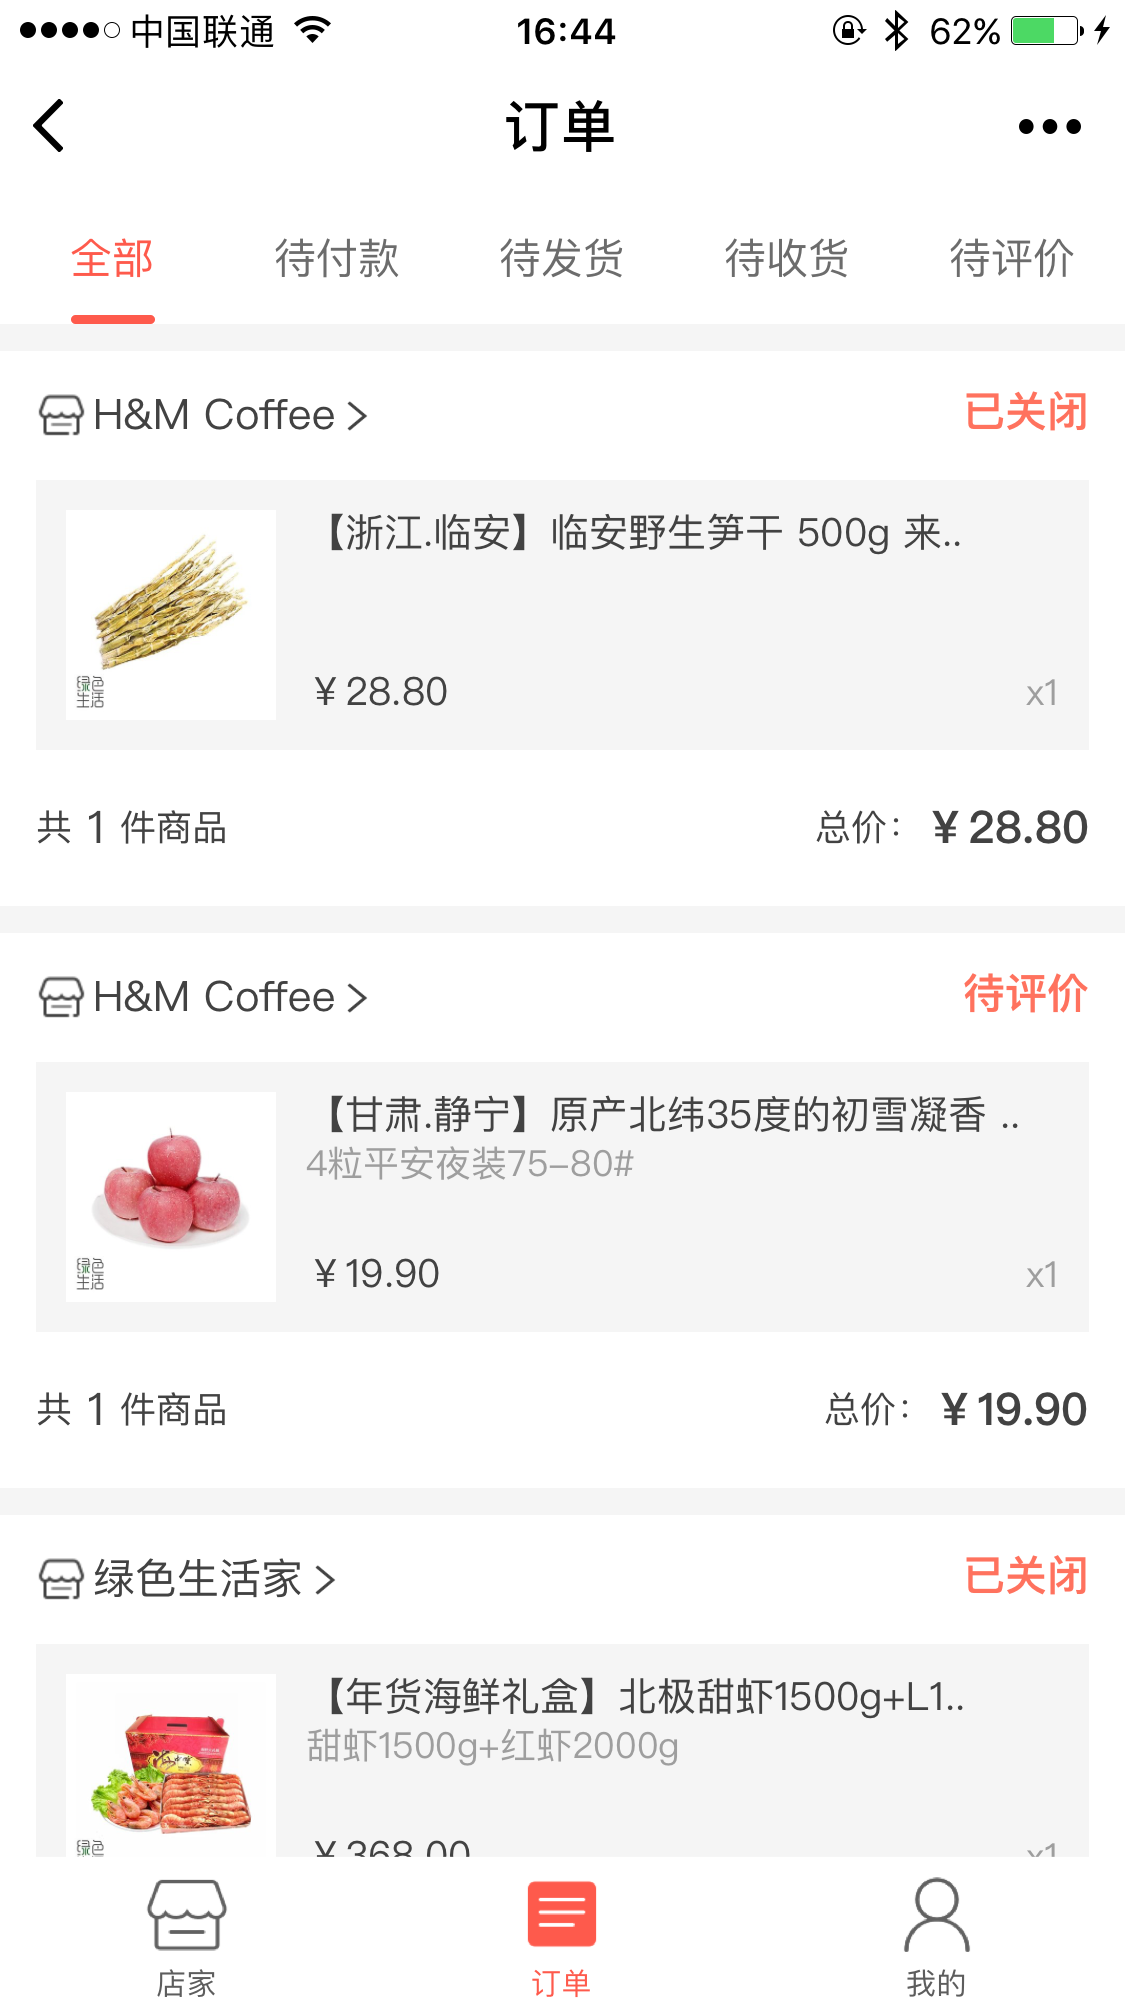 中国联通
16:44
62%
订单
全部
待付款
待发货
待收货
待评价
H&M Coffee
已关闭
【浙江.临安】临安野生笋干 500g 来..
绿色生活
¥ 28.80
x1
共 1 件商品
总价： ¥ 28.80
H&M Coffee
待评价
【甘肃.静宁】原产北纬35度的初雪凝香 ..
4粒平安夜装75-80#
绿色生活
¥ 19.90
x1
共 1 件商品
总价： ¥ 19.90
绿色生活家
已关闭
【年货海鲜礼盒】北极甜虾1500g+L1..
甜虾1500g+红虾2000g
绿色
¥ 368.00
x1
店家
订单
我的